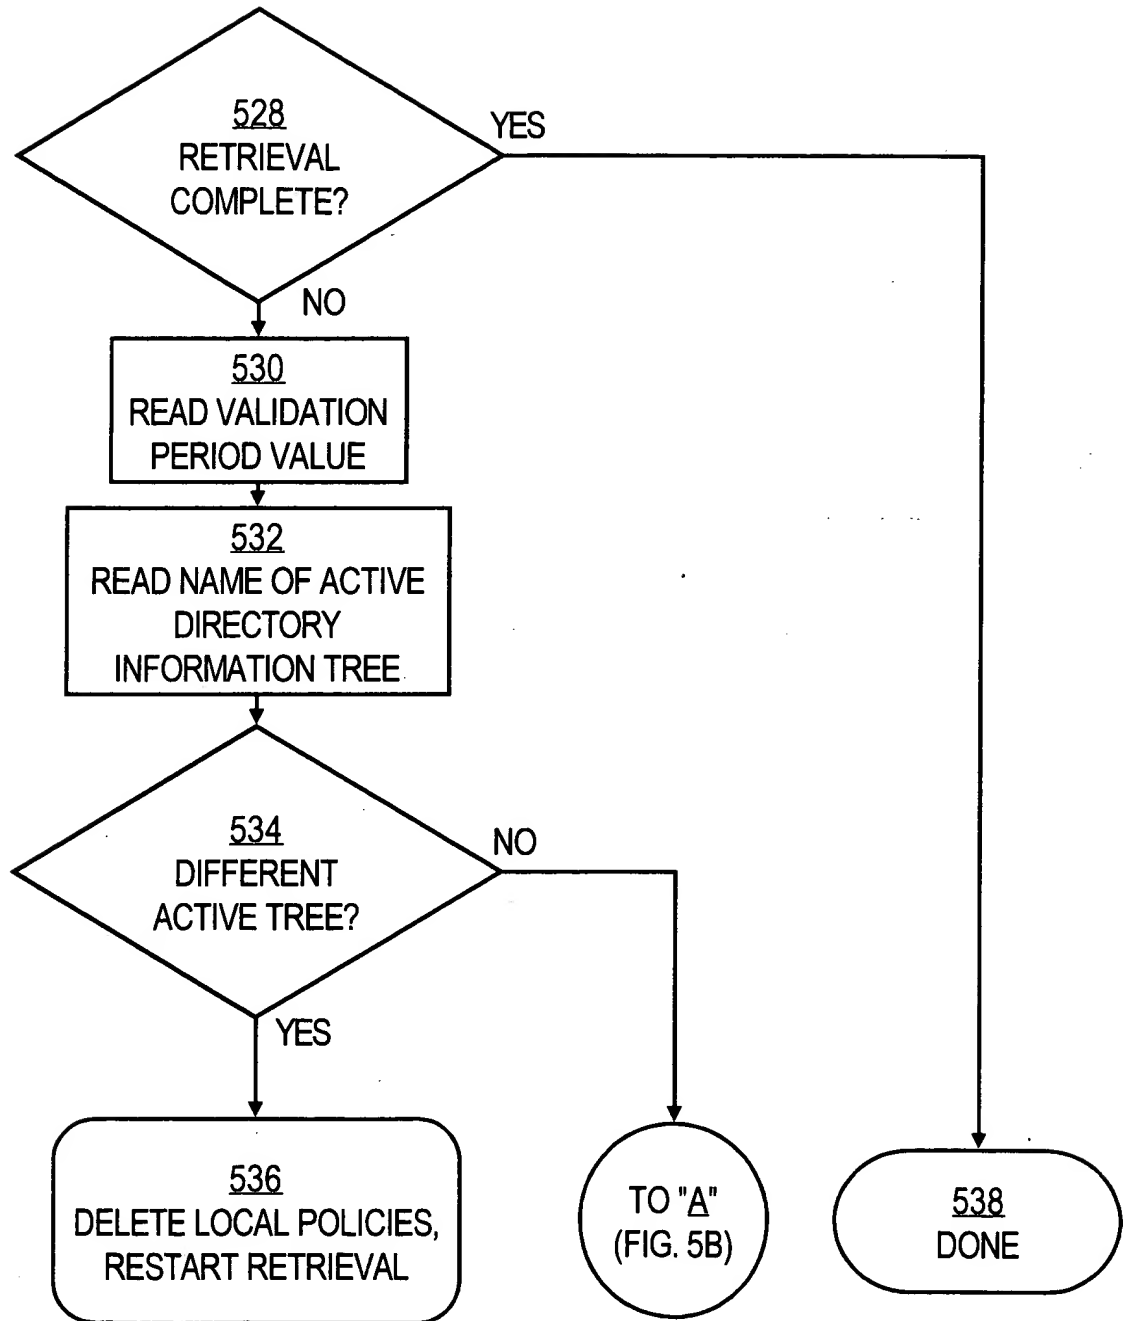 528
RETRIEVAL
COMPLETE?
YES
NO
530
READ VALIDATION
PERIOD VALUE
532
READ NAME OF ACTIVE
DIRECTORY
INFORMATION TREE
534
DIFFERENT
ACTIVE TREE?
NO
YES
536
DELETE LOCAL POLICIES,
RESTART RETRIEVAL
TO "A"
(FIG. 5B)
538
DONE